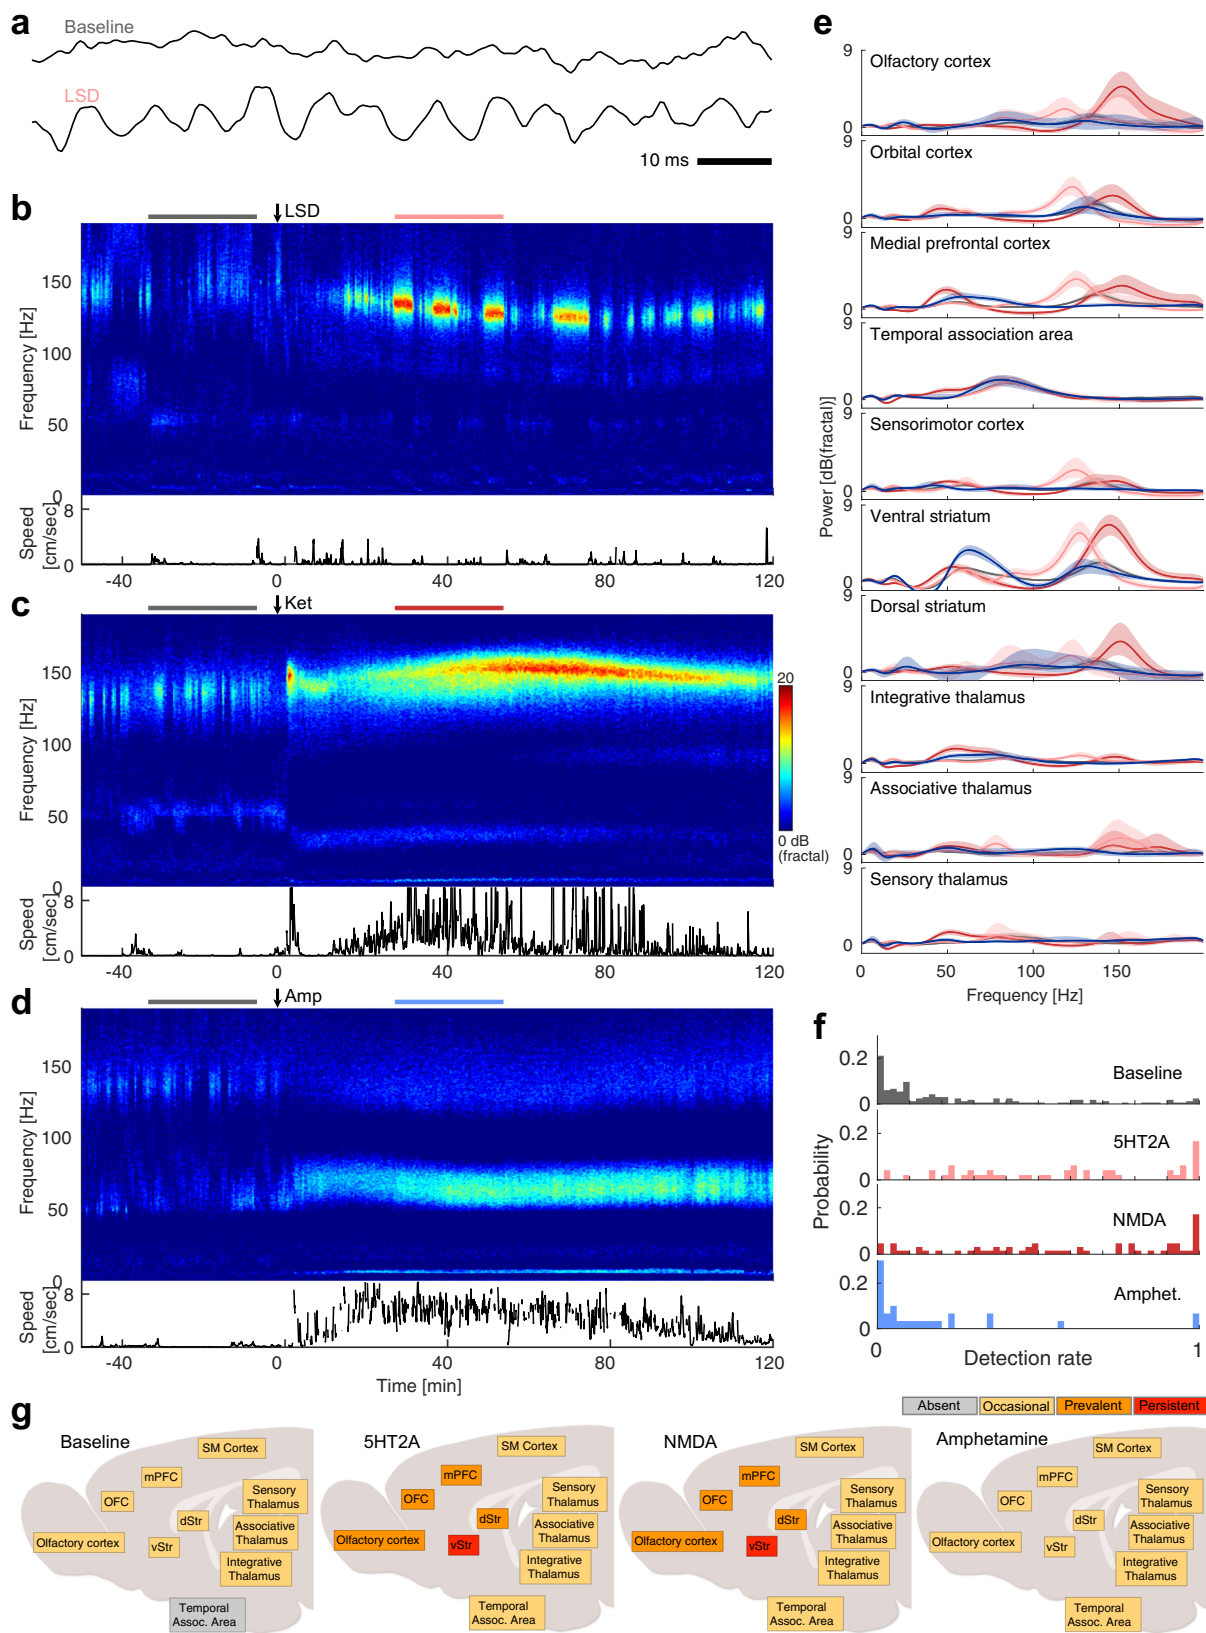 a
Baseline
LSD
10 ms
b
LSD
Frequency [Hz]
150
100
50
0
Speed
[cm/sec]
8
0
-40
0
40
80
120
c
Ket
Frequency [Hz]
150
100
50
0
20
0 dB
(fractal)
Speed
[cm/sec]
8
0
-40
0
40
80
120
d
Amp
Frequency [Hz]
150
100
50
0
Speed
[cm/sec]
8
0
-40
0
40
80
120
Time [min]
e
Power [dB(fractal)]
9
Olfactory cortex
0
9
Orbital cortex
0
9
Medial prefrontal cortex
0
9
Temporal association area
0
9
Sensorimotor cortex
0
9
Ventral striatum
0
9
Dorsal striatum
0
9
Integrative thalamus
0
9
Associative thalamus
0
9
Sensory thalamus
0
0
50
100
150
Frequency [Hz]
f
Probability
0.2
Baseline
0
0.2
5HT2A
0
0.2
NMDA
0
0.2
Amphet.
0
0
Detection rate
1
g
Absent
Occasional
Prevalent
Persistent
Baseline
SM Cortex
mPFC
OFC
Sensory
Thalamus
dStr
Associative
Thalamus
Olfactory cortex
vStr
Integrative
Thalamus
Temporal
Assoc. Area
5HT2A
SM Cortex
mPFC
OFC
Sensory
Thalamus
dStr
Associative
Thalamus
Olfactory cortex
vStr
Integrative
Thalamus
Temporal
Assoc. Area
NMDA
SM Cortex
mPFC
OFC
Sensory
Thalamus
dStr
Associative
Thalamus
Olfactory cortex
vStr
Integrative
Thalamus
Temporal
Assoc. Area
Amphetamine
SM Cortex
mPFC
OFC
Sensory
Thalamus
dStr
Associative
Thalamus
Olfactory cortex
vStr
Integrative
Thalamus
Temporal
Assoc. Area